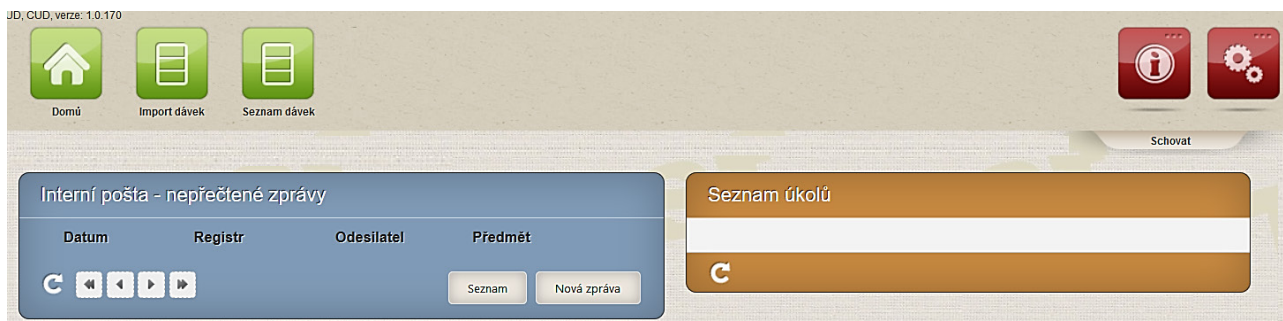 JD, CUD, verze: 1.0.170
Domů Import dávek Seznam dávek
Schovat
Interní pošta - nepřečtené zprávy
Datum Registr Odesilatel Předmět
Seznam Nová zpráva
Seznam úkolů